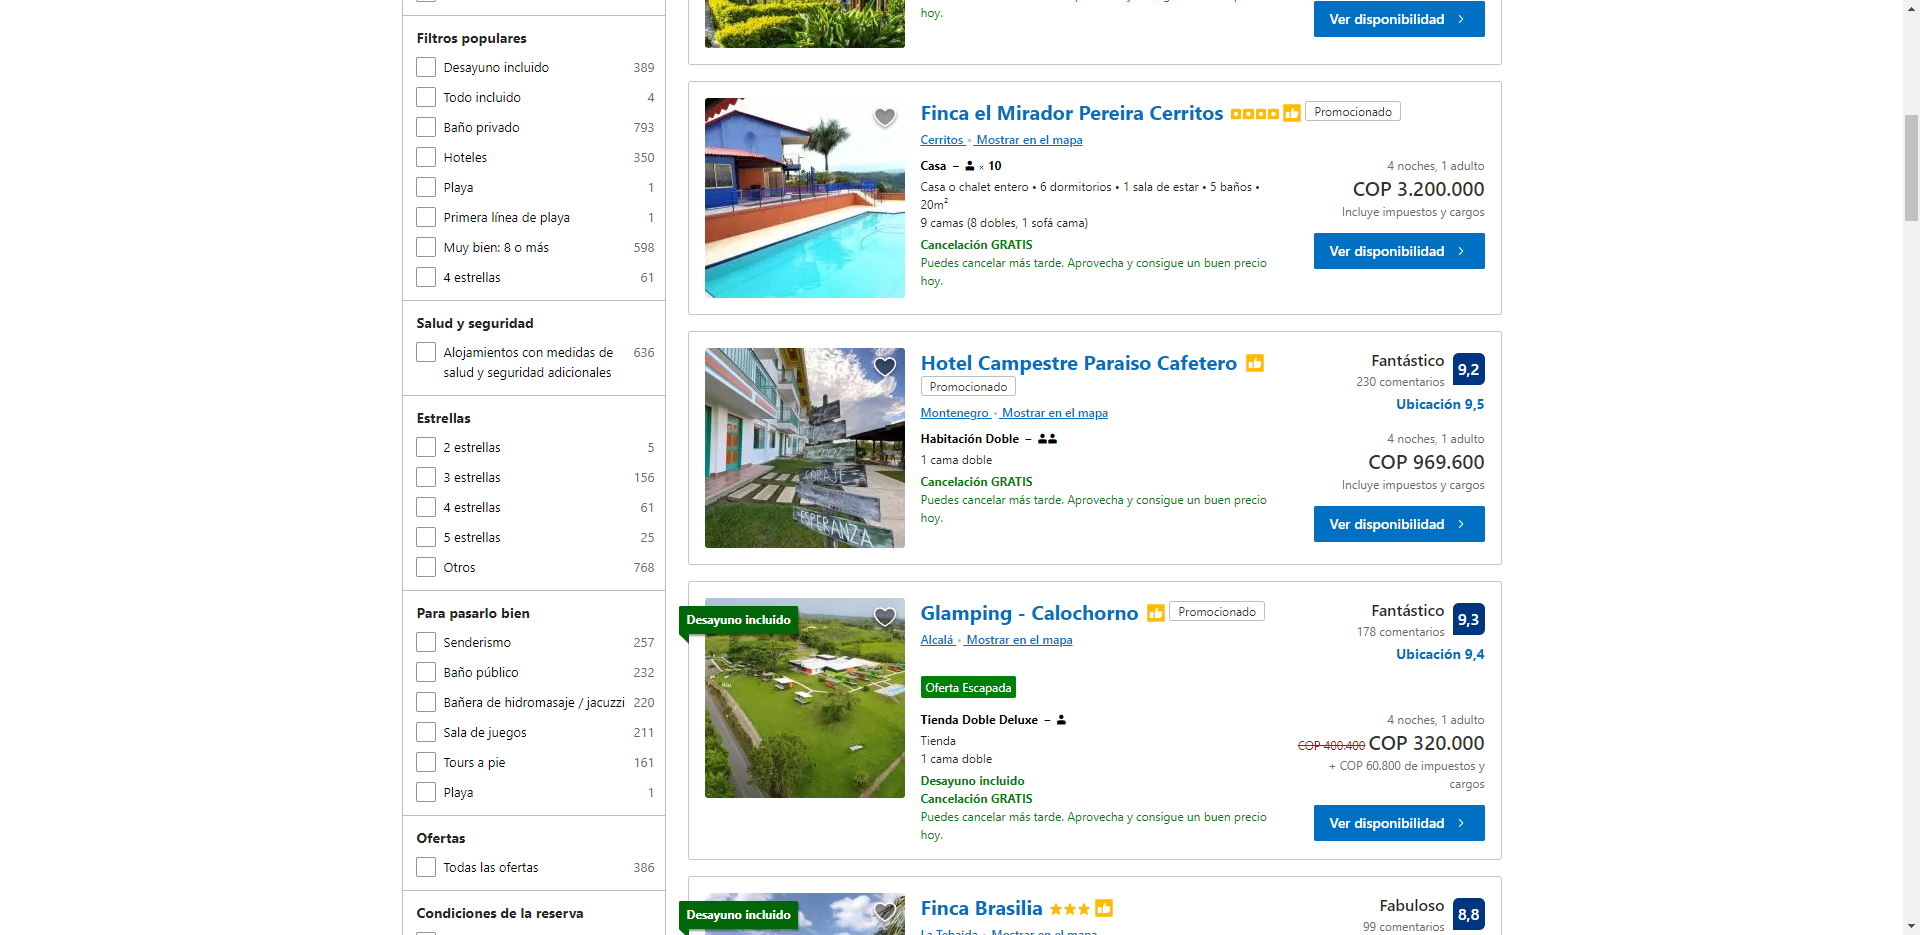 Filtros populares
Desayuno incluido 389
Todo incluido 4
Baño privado 793
Hoteles 350
Playa 1
Primera línea de playa 1
Muy bien: 8 o más 598
4 estrellas 61
Salud y seguridad
Alojamientos con medidas de 636
salud y seguridad adicionales
Estrellas
2 estrellas 5
3 estrellas 156
4 estrellas 61
5 estrellas 25
Otros 768
Para pasarlo bien
Senderismo 257
Baño público 232
Bañera de hidromasaje / jacuzzi 220
Sala de juegos 211
Tours a pie 161
Playa 1
Ofertas
Todas las ofertas 386
Condiciones de la reserva
hoy.
Ver disponibilidad
Finca el Mirador Pereira Cerritos Promocionado
Cerritos • Mostrar en el mapa
Casa – × 10
Casa o chalet entero • 6 dormitorios • 1 sala de estar • 5 baños •
20m²
9 camas (8 dobles, 1 sofá cama)
Cancelación GRATIS
Puedes cancelar más tarde. Aprovecha y consigue un buen precio
hoy.
4 noches, 1 adulto
COP 3.200.000
Incluye impuestos y cargos
Ver disponibilidad
CORAJE
ESPERANZA
Hotel Campestre Paraiso Cafetero
Promocionado
Montenegro • Mostrar en el mapa
Habitación Doble –
1 cama doble
Cancelación GRATIS
Puedes cancelar más tarde. Aprovecha y consigue un buen precio
hoy.
Fantástico 9,2
230 comentarios
Ubicación 9,5
4 noches, 1 adulto
COP 969.600
Incluye impuestos y cargos
Ver disponibilidad
Desayuno incluido
Glamping - Calochorno Promocionado
Alcalá • Mostrar en el mapa
Oferta Escapada
Tienda Doble Deluxe –
Tienda
1 cama doble
Desayuno incluido
Cancelación GRATIS
Puedes cancelar más tarde. Aprovecha y consigue un buen precio
hoy.
Fantástico 9,3
178 comentarios
Ubicación 9,4
4 noches, 1 adulto
COP 400.400 COP 320.000
+ COP 60.800 de impuestos y
cargos
Ver disponibilidad
Desayuno incluido
Finca Brasilia
La Tebaida • Mostrar en el mapa
Fabuloso 8,8
99 comentarios